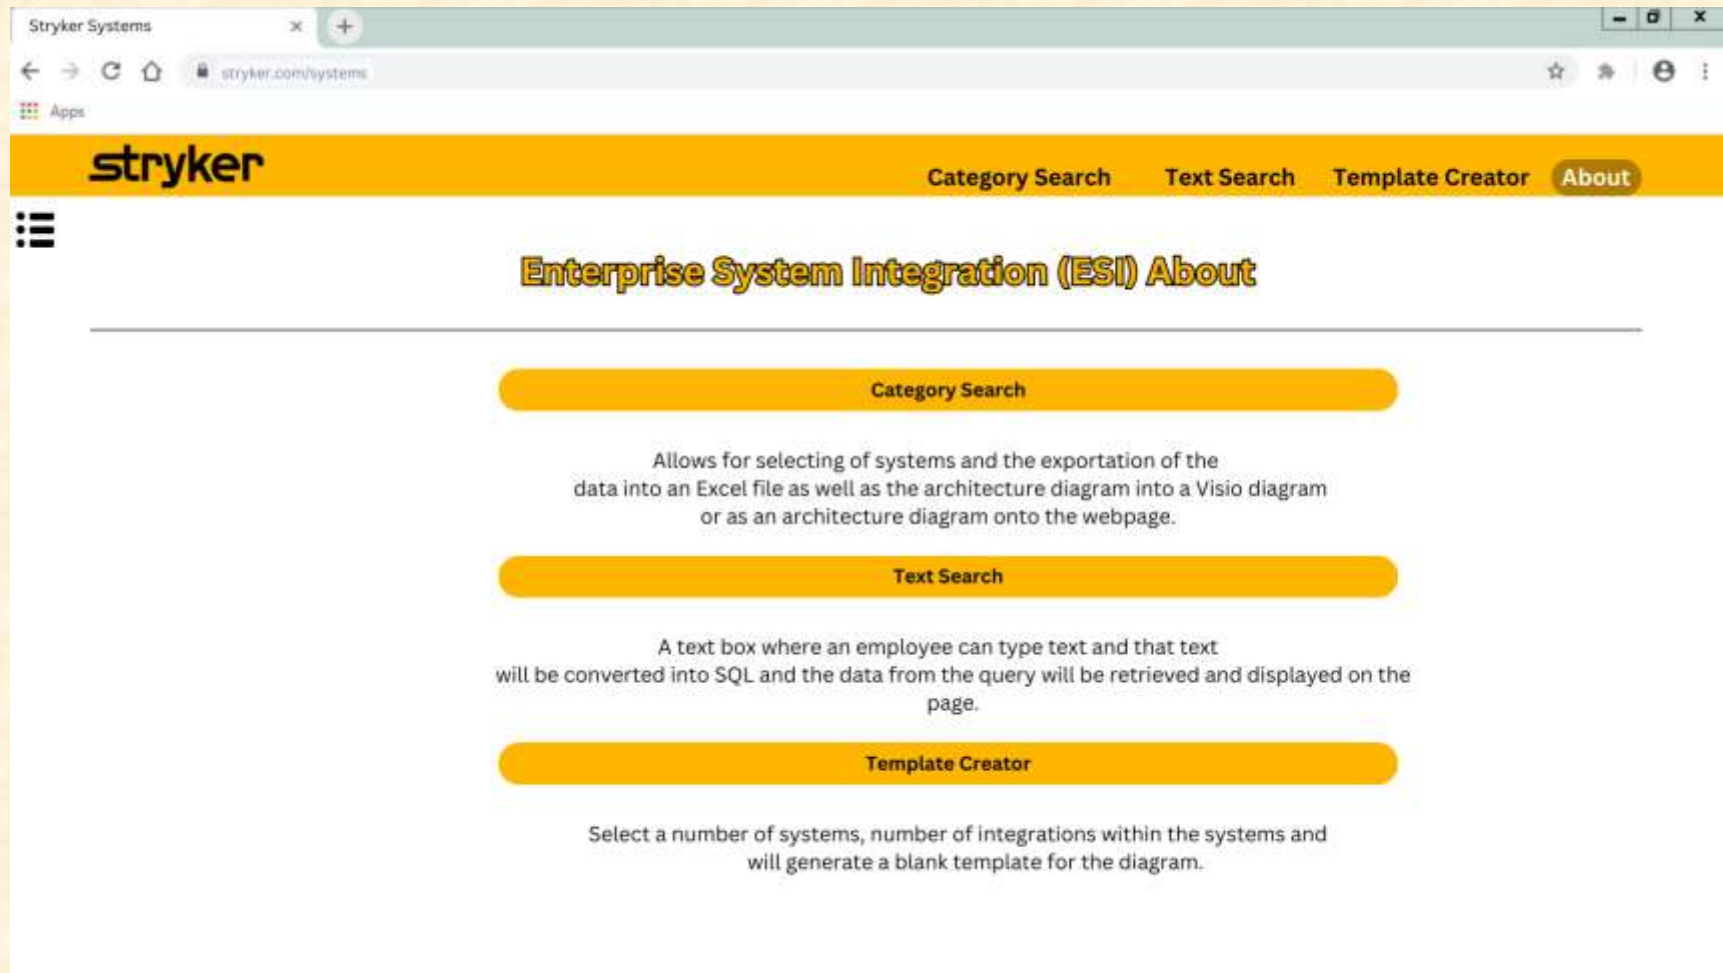 Stryker Systems
stryker.com/systems
Apps
stryker
Category Search Text Search Template Creator About
Enterprise System Integration (ESI) About
Category Search
Allows for selecting of systems and the exportation of the
data into an Excel file as well as the architecture diagram into a Visio diagram
or as an architecture diagram onto the webpage.
Text Search
A text box where an employee can type text and that text
will be converted into SQL and the data from the query will be retrieved and displayed on the
page.
Template Creator
Select a number of systems, number of integrations within the systems and
will generate a blank template for the diagram.